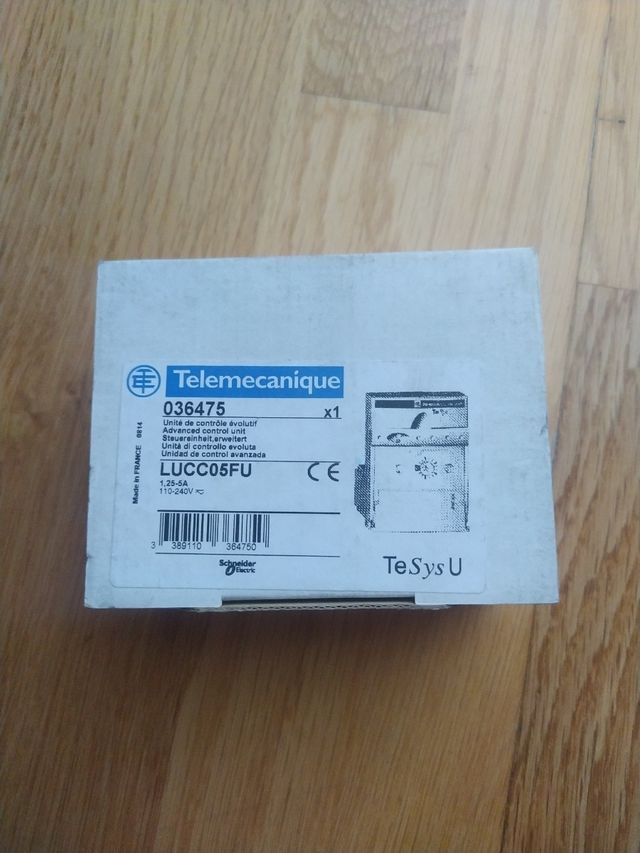 Telemecanique
036475 x1
Unité de contrôle évolutif
Advanced control unit
Steuereinheit,erweitert
Unità di controllo evoluta
Unidad de control avanzada
LUCC05FU CE
1,25-5A
110-240V
Made in FRANCE 0814
3 389110 364750
Schneider
Electric
TeSys U